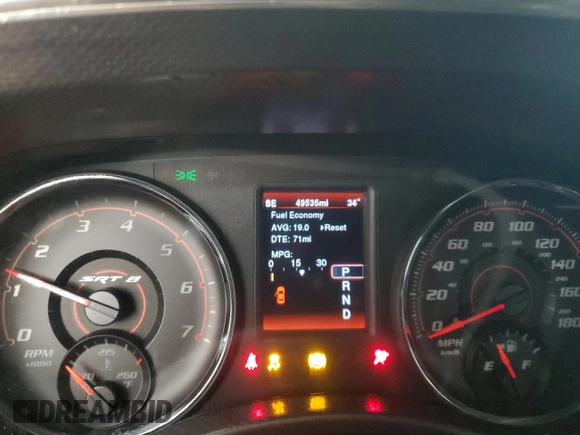 SE 49535mi 34°
Fuel Economy
AVG: 19.0 Reset
DTE: 71mi
MPG:
0 15 30
P
R
N
D
0 1 2 3 4 5 6 7
SRT 8
RPM
x1000
215
260
°F
0 20 40 60 80 100 120 140 160 180
MPH
km/h
E F
DREAMBID